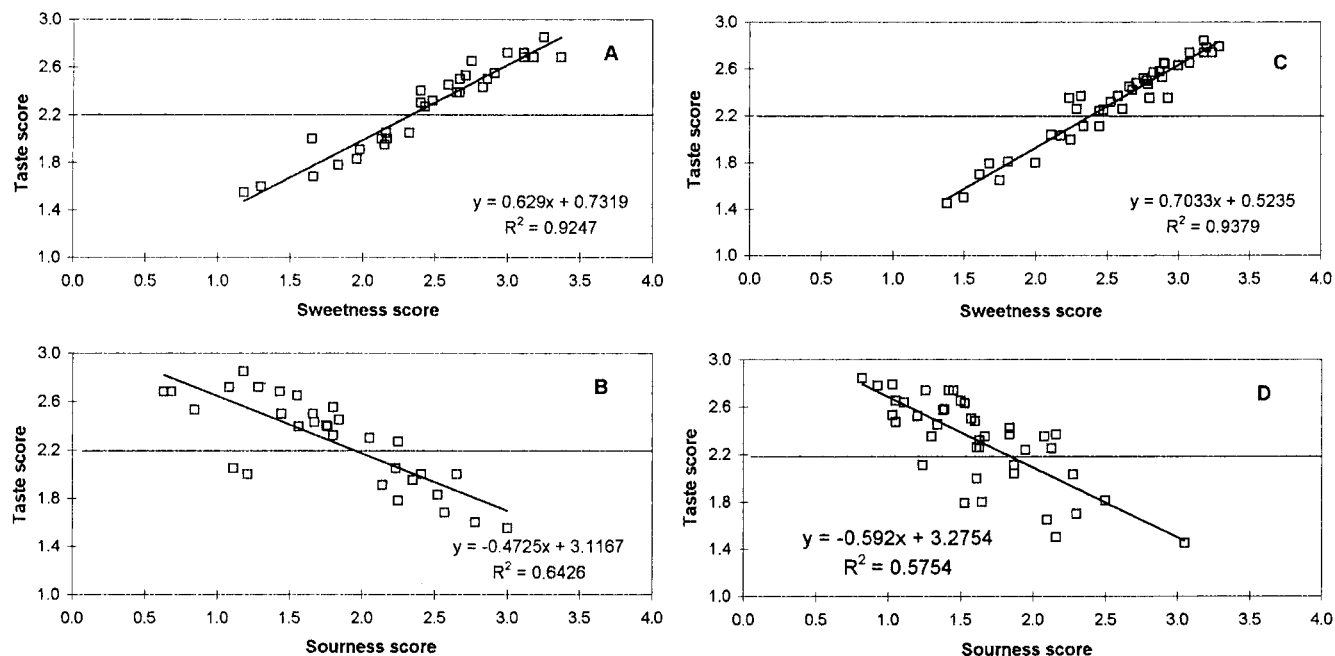 A
Taste score
3.0
2.6
2.2
1.8
1.4
1.0
y = 0.629x + 0.7319
R² = 0.9247
0.0 0.5 1.0 1.5 2.0 2.5 3.0 3.5 4.0
Sweetness score
C
Taste score
3.0
2.6
2.2
1.8
1.4
1.0
y = 0.7033x + 0.5235
R² = 0.9379
0.0 0.5 1.0 1.5 2.0 2.5 3.0 3.5 4.0
Sweetness score
B
Taste score
3.0
2.6
2.2
1.8
1.4
1.0
y = -0.4725x + 3.1167
R² = 0.6426
0.0 0.5 1.0 1.5 2.0 2.5 3.0 3.5 4.0
Sourness score
D
Taste score
3.0
2.6
2.2
1.8
1.4
1.0
y = -0.592x + 3.2754
R² = 0.5754
0.0 0.5 1.0 1.5 2.0 2.5 3.0 3.5 4.0
Sourness score